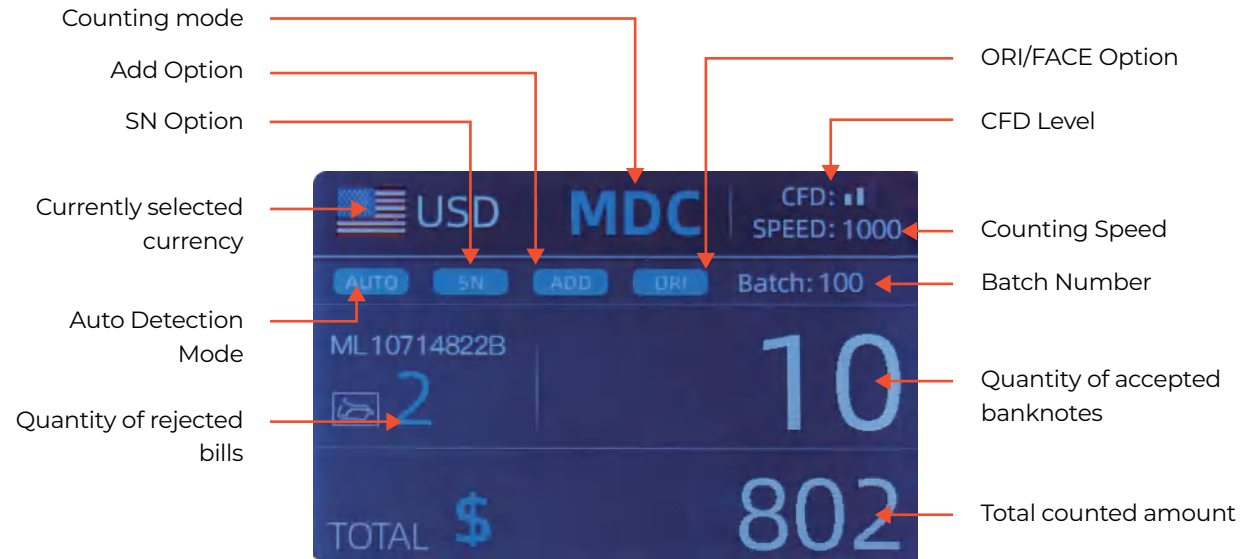 Counting mode
Add Option
SN Option
Currently selected
currency
Auto Detection
Mode
Quantity of rejected
bills
USD
MDC
CFD:
SPEED: 1000
AUTO
SN
ADD
ORI
Batch: 100
ML10714822B
2
10
TOTAL $
802
ORI/FACE Option
CFD Level
Counting Speed
Batch Number
Quantity of accepted
banknotes
Total counted amount